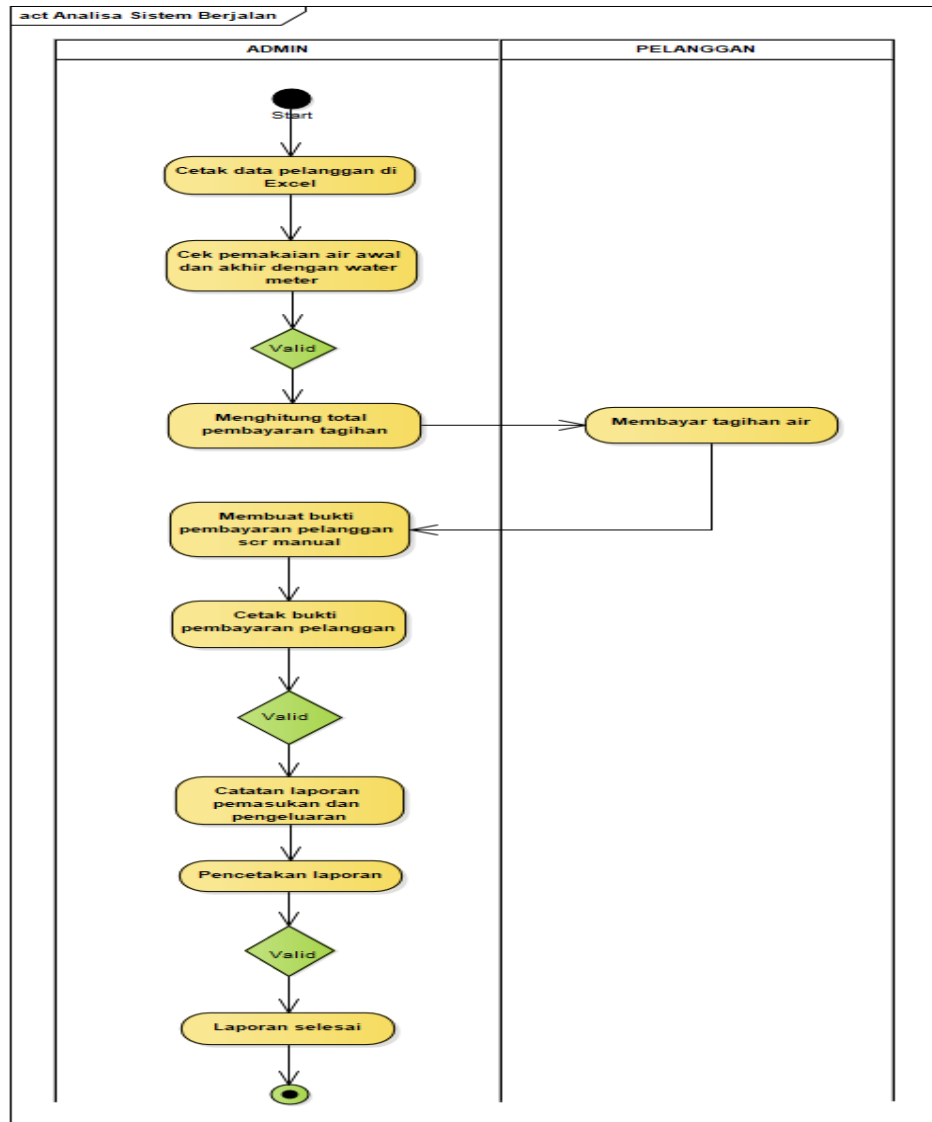 act Analisa Sistem Berjalan
ADMIN
PELANGGAN
Start
Cetak data pelanggan di
Excel
Cek pemakaian air awal
dan akhir dengan water
meter
Valid
Menghitung total
pembayaran tagihan
Membayar tagihan air
Membuat bukti
pembayaran pelanggan
scr manual
Cetak bukti
pembayaran pelanggan
Valid
Catatan laporan
pemasukan dan
pengeluaran
Pencetakan laporan
Valid
Laporan selesai